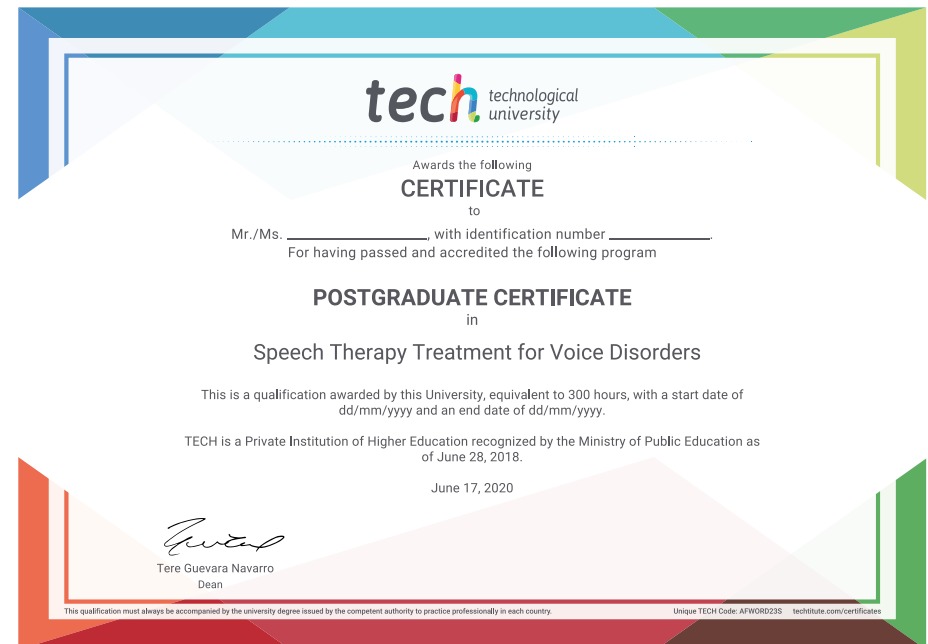 tech technological
university
Awards the following
CERTIFICATE
to
Mr./Ms. ____________________, with identification number ______________.
For having passed and accredited the following program
POSTGRADUATE CERTIFICATE
in
Speech Therapy Treatment for Voice Disorders
This is a qualification awarded by this University, equivalent to 300 hours, with a start date of
dd/mm/yyyy and an end date of dd/mm/yyyy.
TECH is a Private Institution of Higher Education recognized by the Ministry of Public Education as
of June 28, 2018.
June 17, 2020
Tere Guevara Navarro
Dean
This qualification must always be accompanied by the university degree issued by the competent authority to practice professionally in each country.
Unique TECH Code: AFWORD23S techtitute.com/certificates